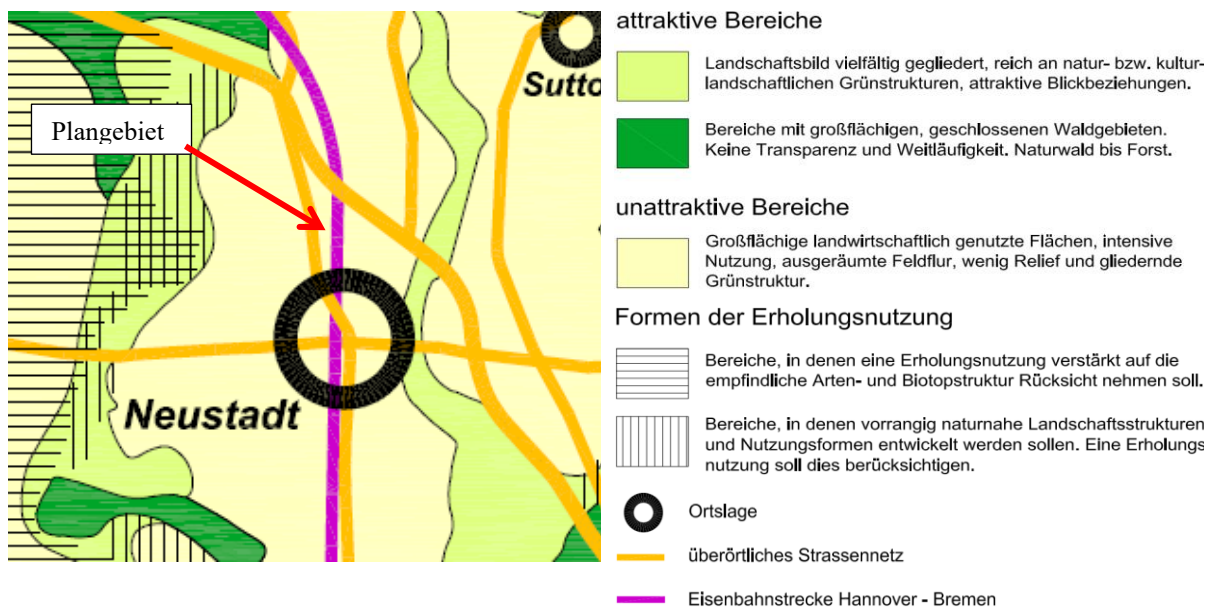 Sutto
Plangebiet
Neustadt
attraktive Bereiche
Landschaftsbild vielfältig gegliedert, reich an natur- bzw. kultur-
landschaftlichen Grünstrukturen, attraktive Blickbeziehungen.
Bereiche mit großflächigen, geschlossenen Waldgebieten.
Keine Transparenz und Weitläufigkeit. Naturwald bis Forst.
unattraktive Bereiche
Großflächige landwirtschaftlich genutzte Flächen, intensive
Nutzung, ausgeräumte Feldflur, wenig Relief und gliedernde
Grünstruktur.
Formen der Erholungsnutzung
Bereiche, in denen eine Erholungsnutzung verstärkt auf die
empfindliche Arten- und Biotopstruktur Rücksicht nehmen soll.
Bereiche, in denen vorrangig naturnahe Landschaftsstrukturen
und Nutzungsformen entwickelt werden sollen. Eine Erholungs
nutzung soll dies berücksichtigen.
Ortslage
überörtliches Strassennetz
Eisenbahnstrecke Hannover - Bremen